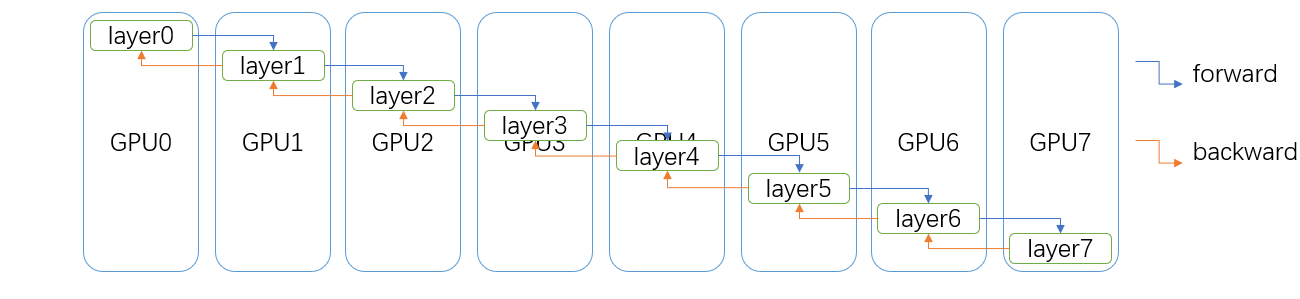 layer0
layer1
layer2
layer3
layer4
layer5
layer6
layer7
GPU0
GPU1
GPU2
GPU3
GPU4
GPU5
GPU6
GPU7
forward
backward